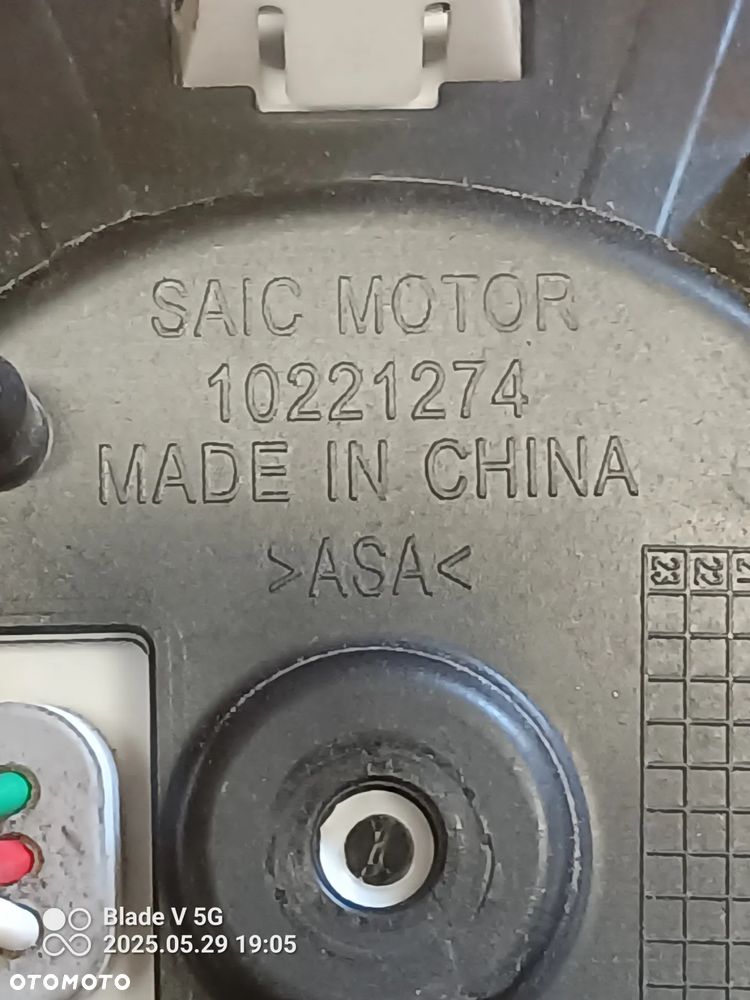 SAIC MOTOR
10221274
MADE IN CHINA
>ASA<
23 22
Blade V 5G
2025.05.29 19:05
OTOMOTO